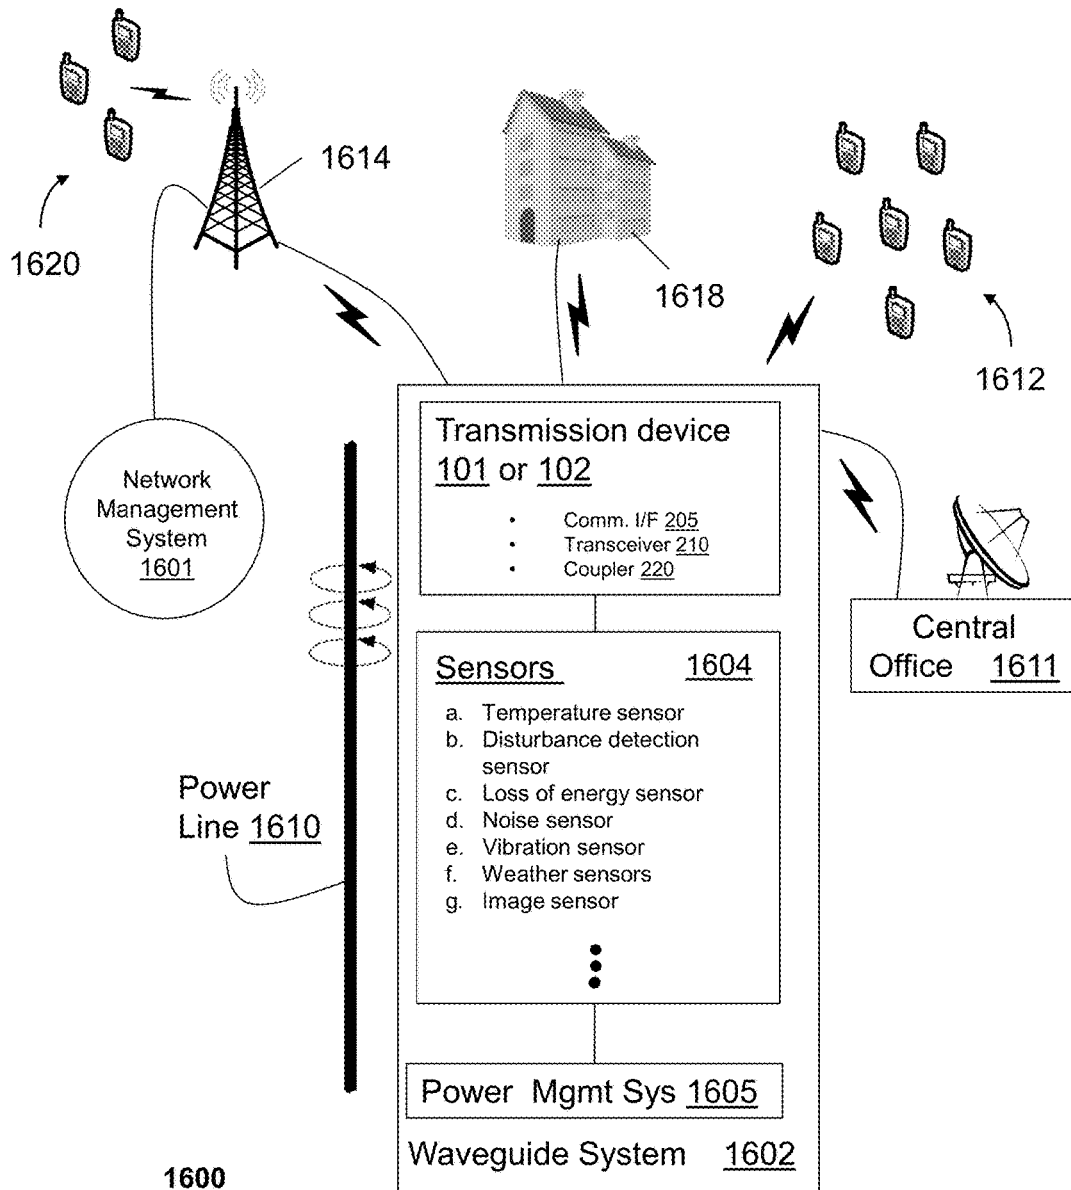 1614
1620
1618
1612
Transmission device
101 or 102
• Comm. I/F 205
• Transceiver 210
• Coupler 220
Network
Management
System
1601
Central
Office 1611
Sensors 1604
a. Temperature sensor
b. Disturbance detection
sensor
c. Loss of energy sensor
d. Noise sensor
e. Vibration sensor
f. Weather sensors
g. Image sensor
Power
Line 1610
Power Mgmt Sys 1605
Waveguide System 1602
1600